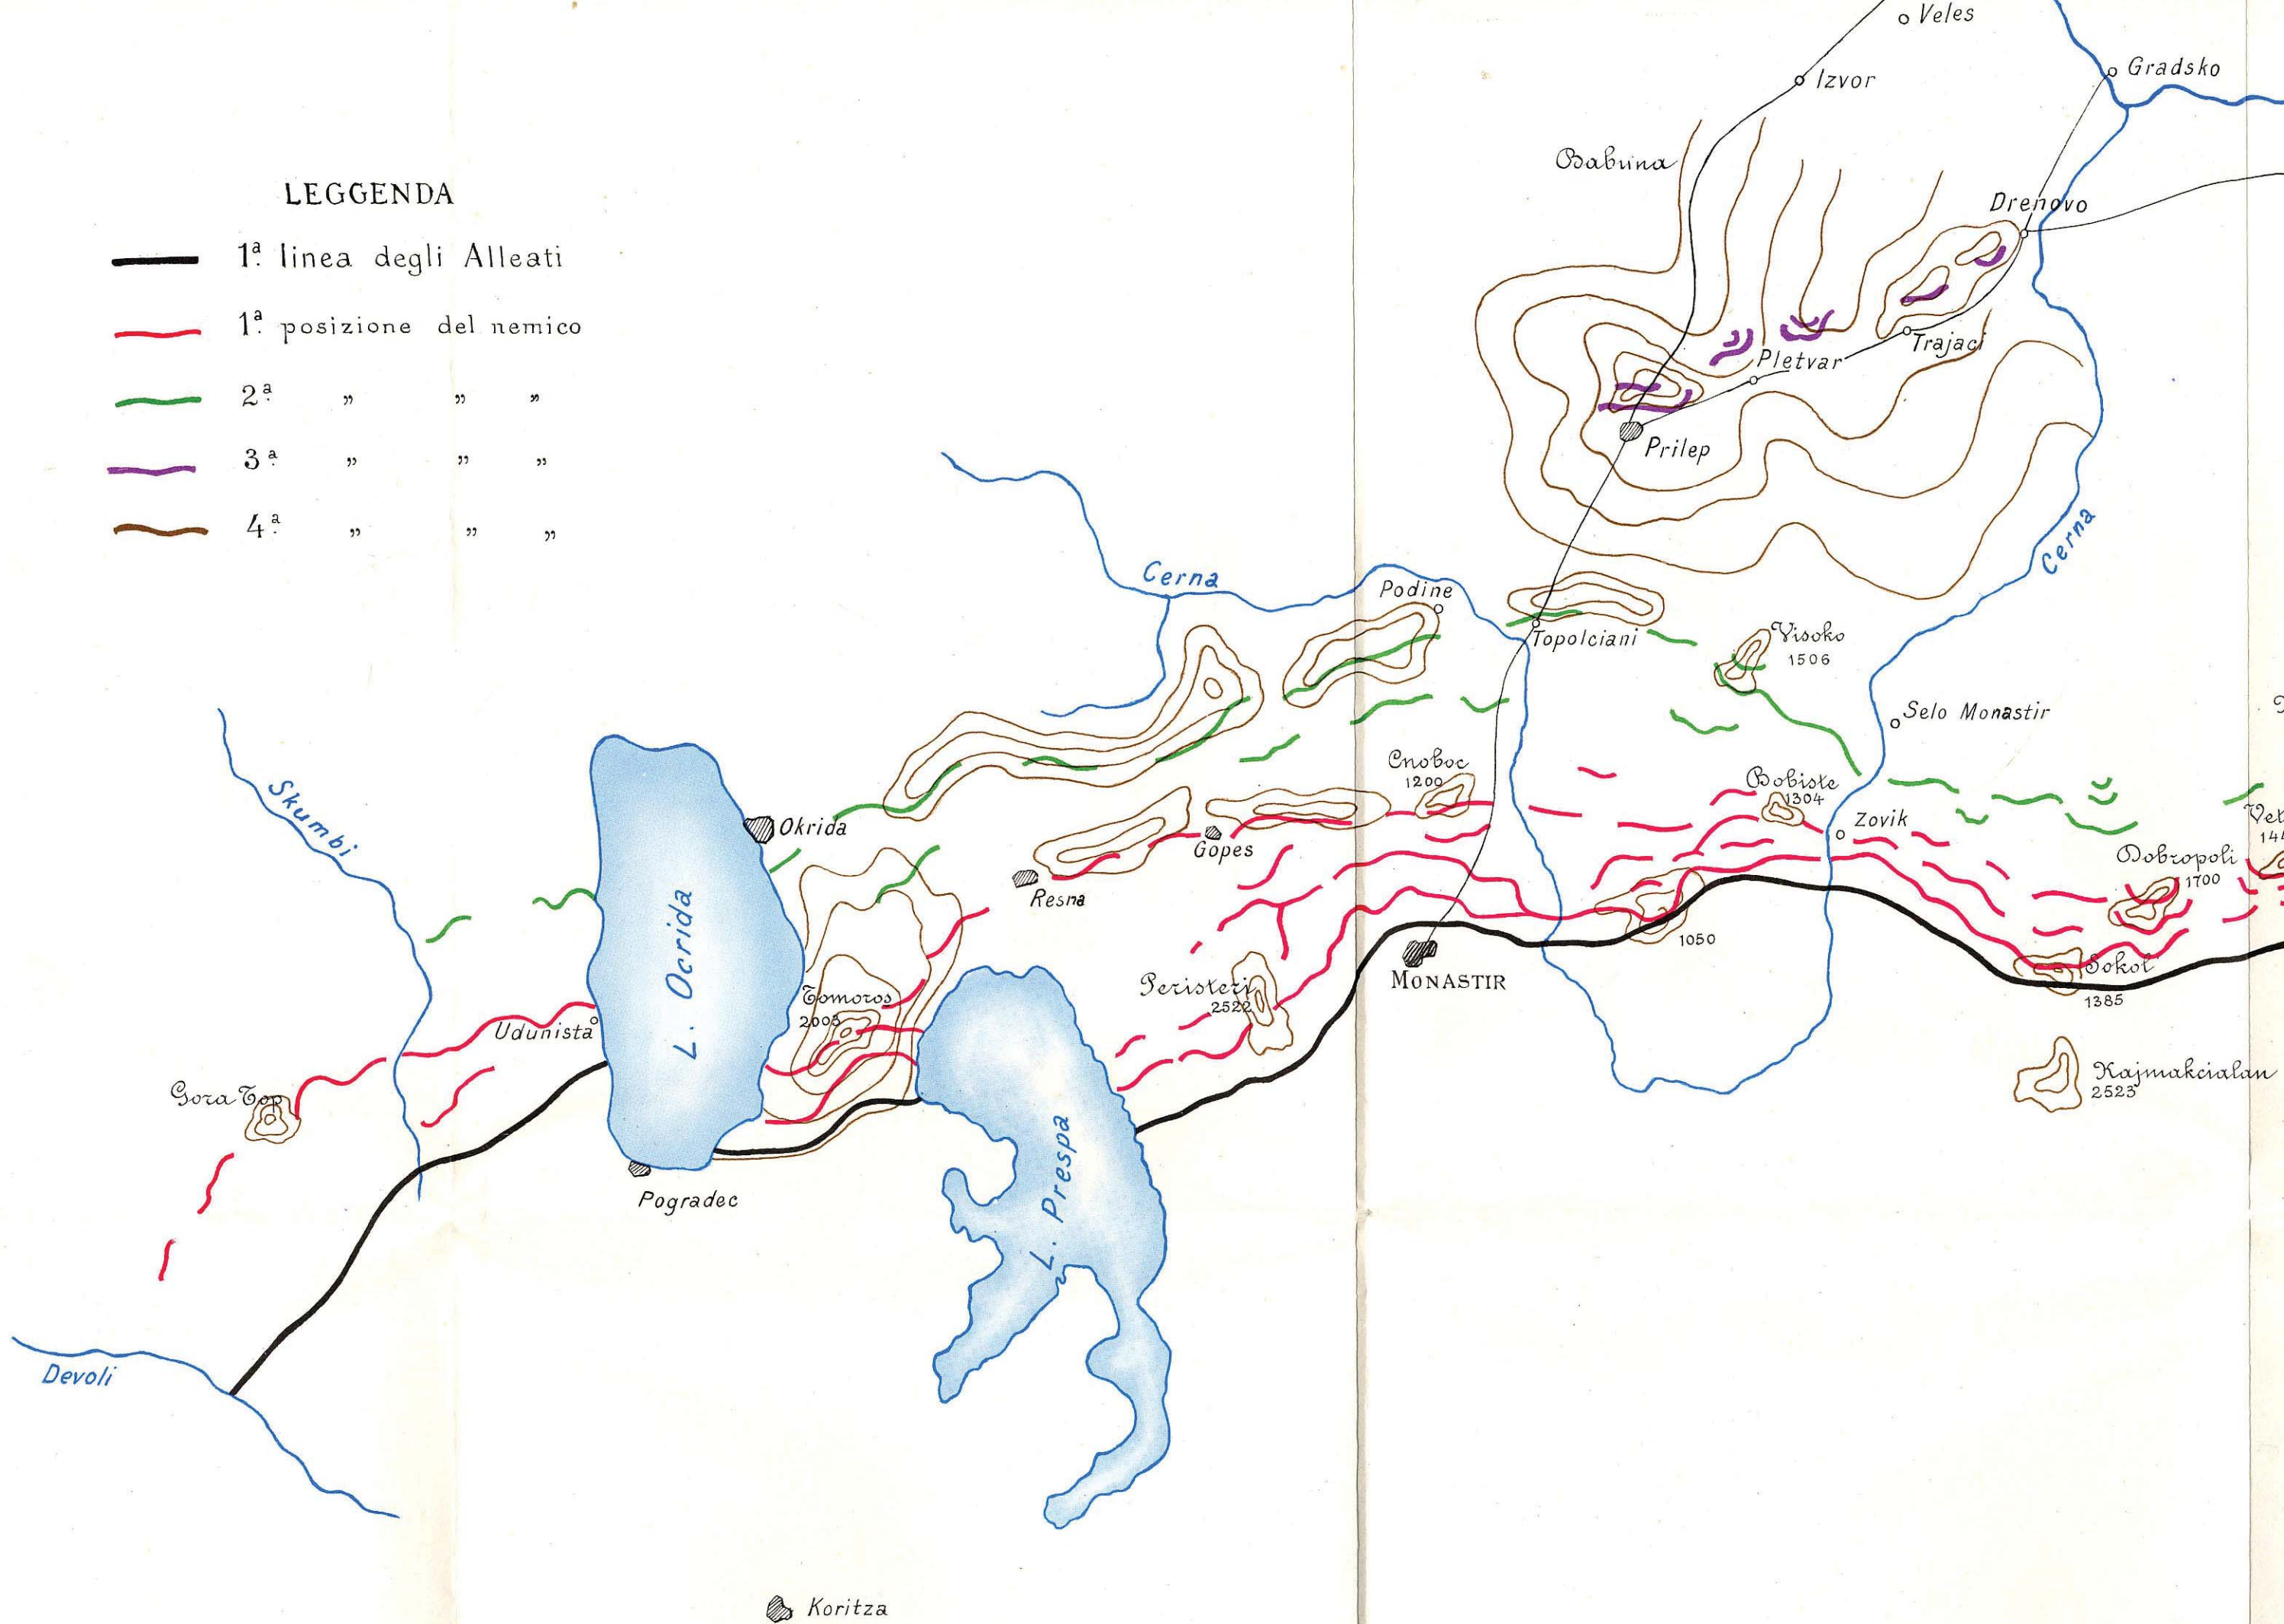 LEGGENDA
1ª linea degli Alleati
1ª posizione del nemico
2ª „ „ „
3ª „ „ „
4ª „ „ „
Veles
Izvor
Gradsko
Babuna
Drenovo
Trajaci
Pletvar
Prilep
Cerna
Cerna
Podine
Topolciani
Visoko
1506
Selo Monastir
Skumbi
Cnoboc
1200
Bobiste
1304
Zovik
Okrida
Gopes
Dobropoli
1700
Resna
L. Ocrida
1050
Peristeri
2522
MONASTIR
Sokol
1385
Tomoros
2003
Udunista
Gora Top
Kajmakcialan
2523
L. Prespa
Pogradec
Devoli
Koritza